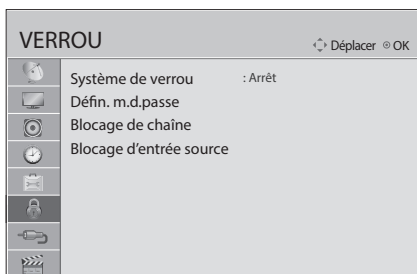 VERROU
Déplacer OK
Système de verrou : Arrêt
Défin. m.d.passe
Blocage de chaîne
Blocage d'entrée source